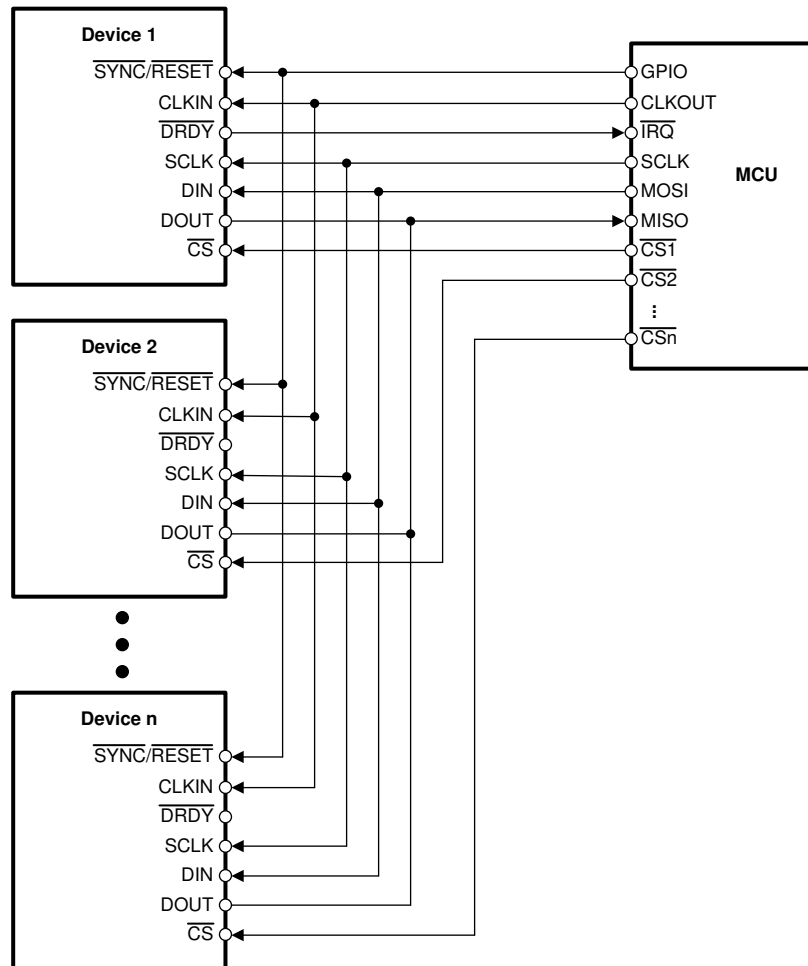 Device 1
SYNC/RESET
CLKIN
DRDY
SCLK
DIN
DOUT
CS
GPIO
CLKOUT
IRQ
SCLK
MOSI
MISO
CS1
CS2
...
CSn
MCU
Device 2
SYNC/RESET
CLKIN
DRDY
SCLK
DIN
DOUT
CS
Device n
SYNC/RESET
CLKIN
DRDY
SCLK
DIN
DOUT
CS